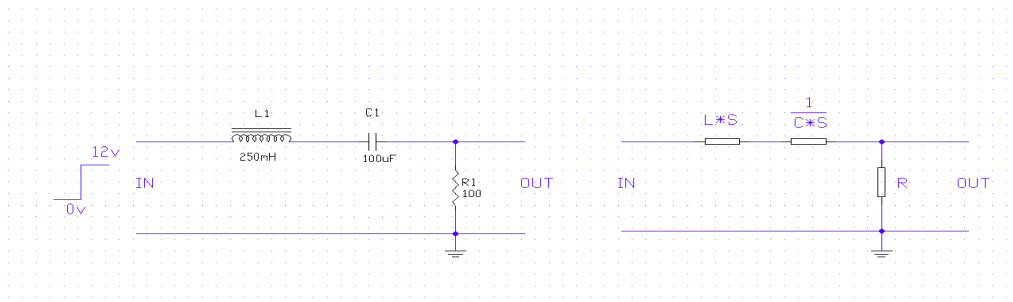 L1
250mH
C1
100uF
12v
0v
IN
R1
100
OUT
L*S
1
C*S
IN
R
OUT